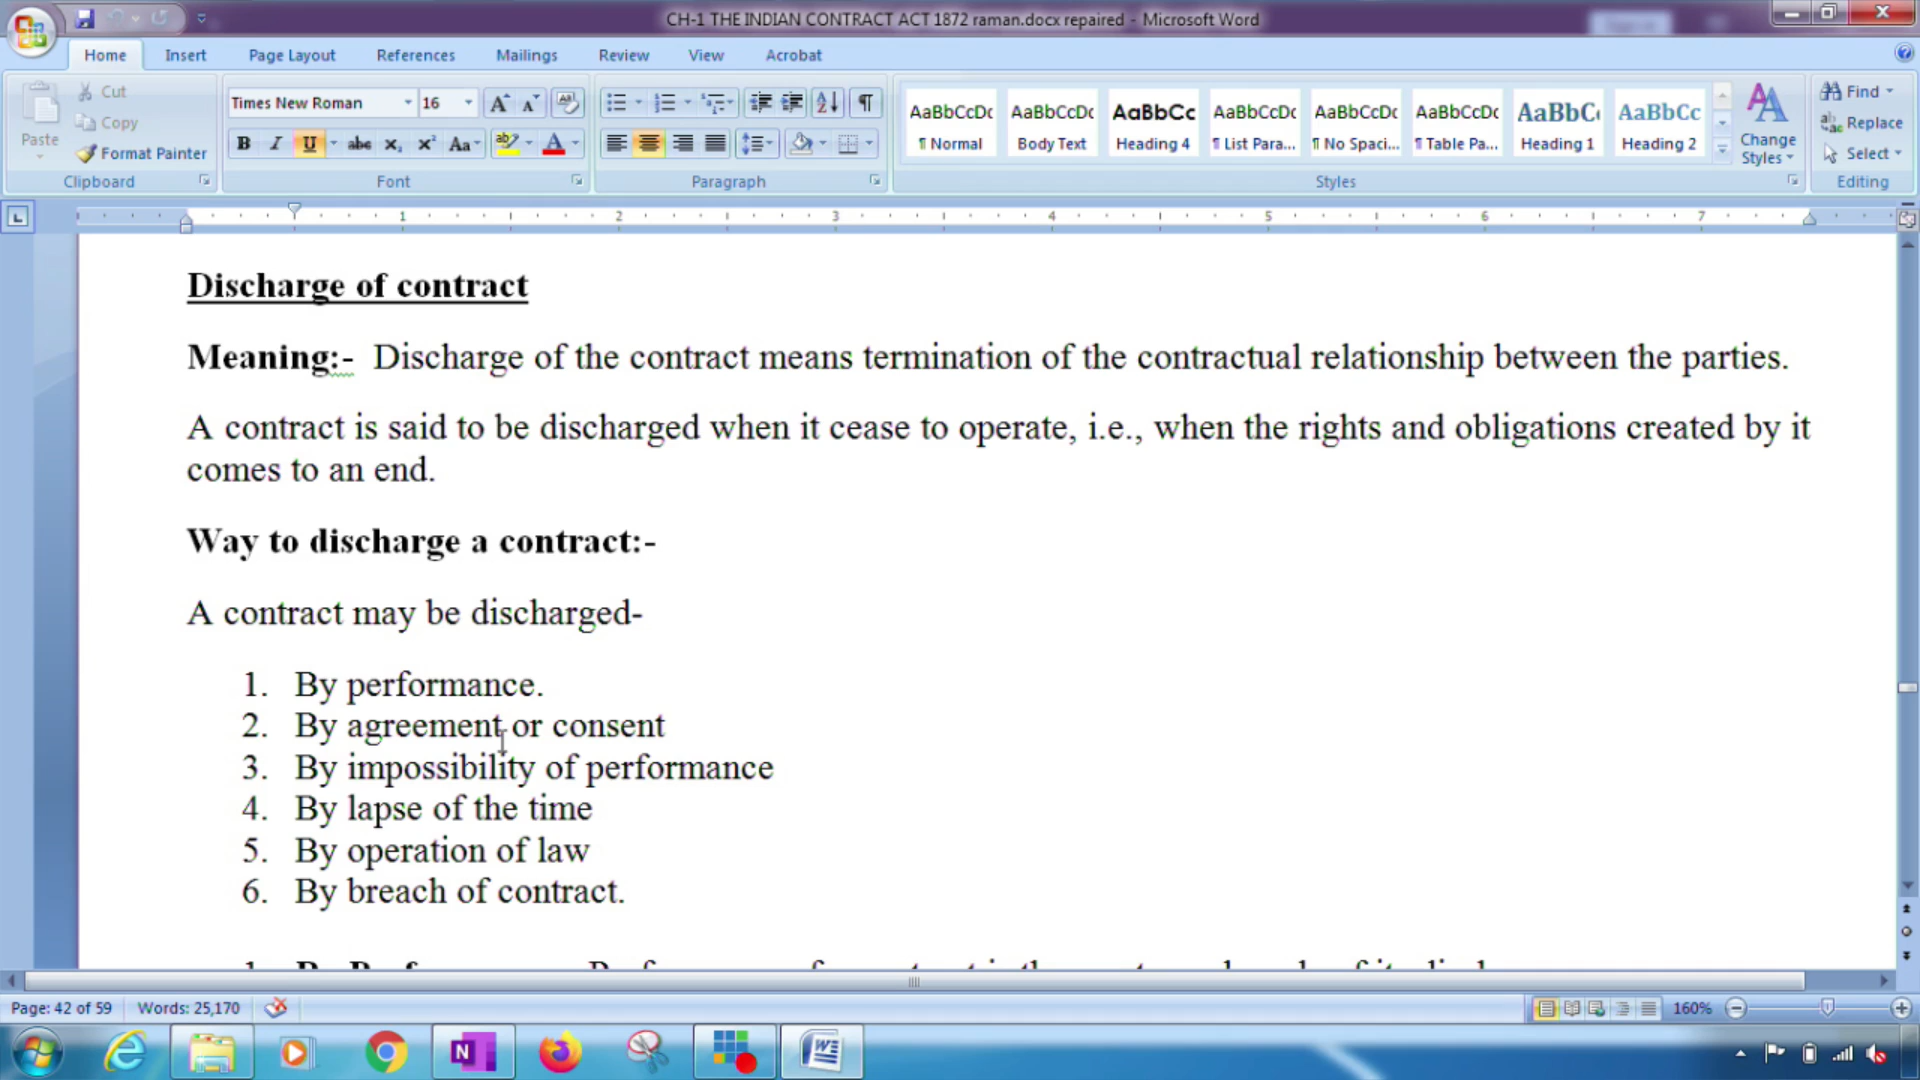 CH-1 THE INDIAN CONTRACT ACT 1872 raman.docx repaired - Microsoft Word
Home Insert Page Layout References Mailings Review View Acrobat
Paste
Cut
Copy
Format Painter
Clipboard
Times New Roman 16
Font
Paragraph
AaBbCcDc AaBbCcDc AaBbCc AaBbCcDc AaBbCcDc AaBbCcDc AaBbC AaBbCc
¶ Normal Body Text Heading 4 ¶ List Para... ¶ No Spaci... ¶ Table Pa... Heading 1 Heading 2
Change Styles
Styles
Find
Replace
Select
Editing
1 2 3 4 5 6 7
Discharge of contract
Meaning:- Discharge of the contract means termination of the contractual relationship between the parties.
A contract is said to be discharged when it cease to operate, i.e., when the rights and obligations created by it
comes to an end.
Way to discharge a contract:-
A contract may be discharged-
1. By performance.
2. By agreement or consent
3. By impossibility of performance
4. By lapse of the time
5. By operation of law
6. By breach of contract.
Page: 42 of 59 Words: 25,170 160%